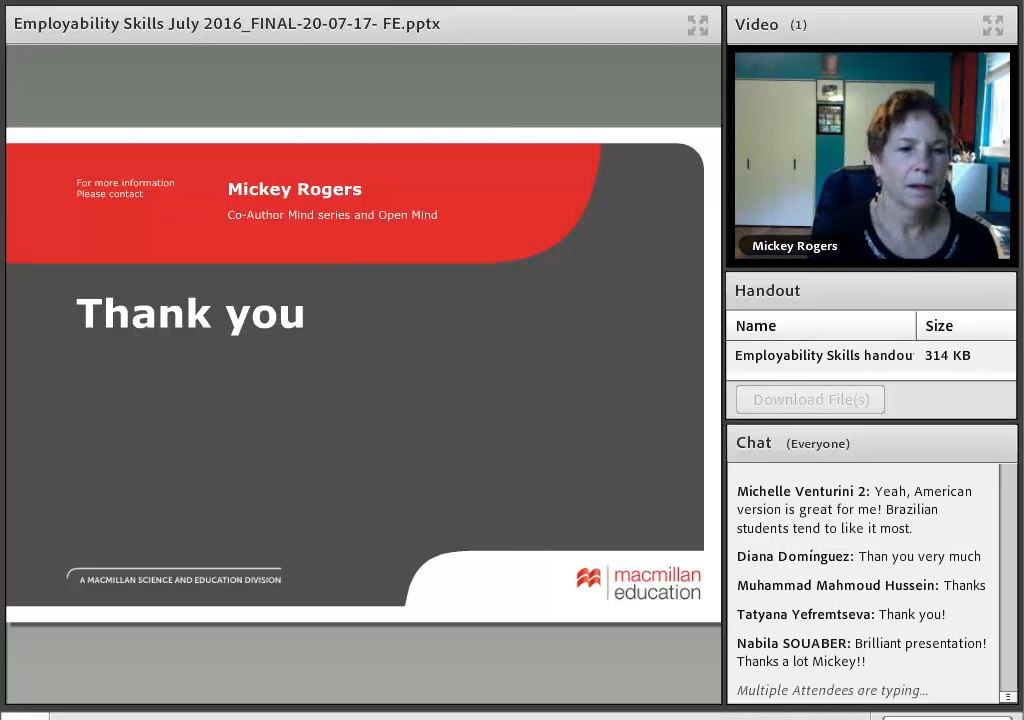 Employability Skills July 2016_FINAL-20-07-17- FE.pptx
For more information
Please contact
Mickey Rogers
Co-Author Mind series and Open Mind
Thank you
A MACMILLAN SCIENCE AND EDUCATION DIVISION
macmillan
education
Video (1)
Mickey Rogers
Handout
Name Size
Employability Skills handou 314 KB
Download File(s)
Chat (Everyone)
Michelle Venturini 2: Yeah, American
version is great for me! Brazilian
students tend to like it most.
Diana Domínguez: Than you very much
Muhammad Mahmoud Hussein: Thanks
Tatyana Yefremtseva: Thank you!
Nabila SOUABER: Brilliant presentation!
Thanks a lot Mickey!!
Multiple Attendees are typing...